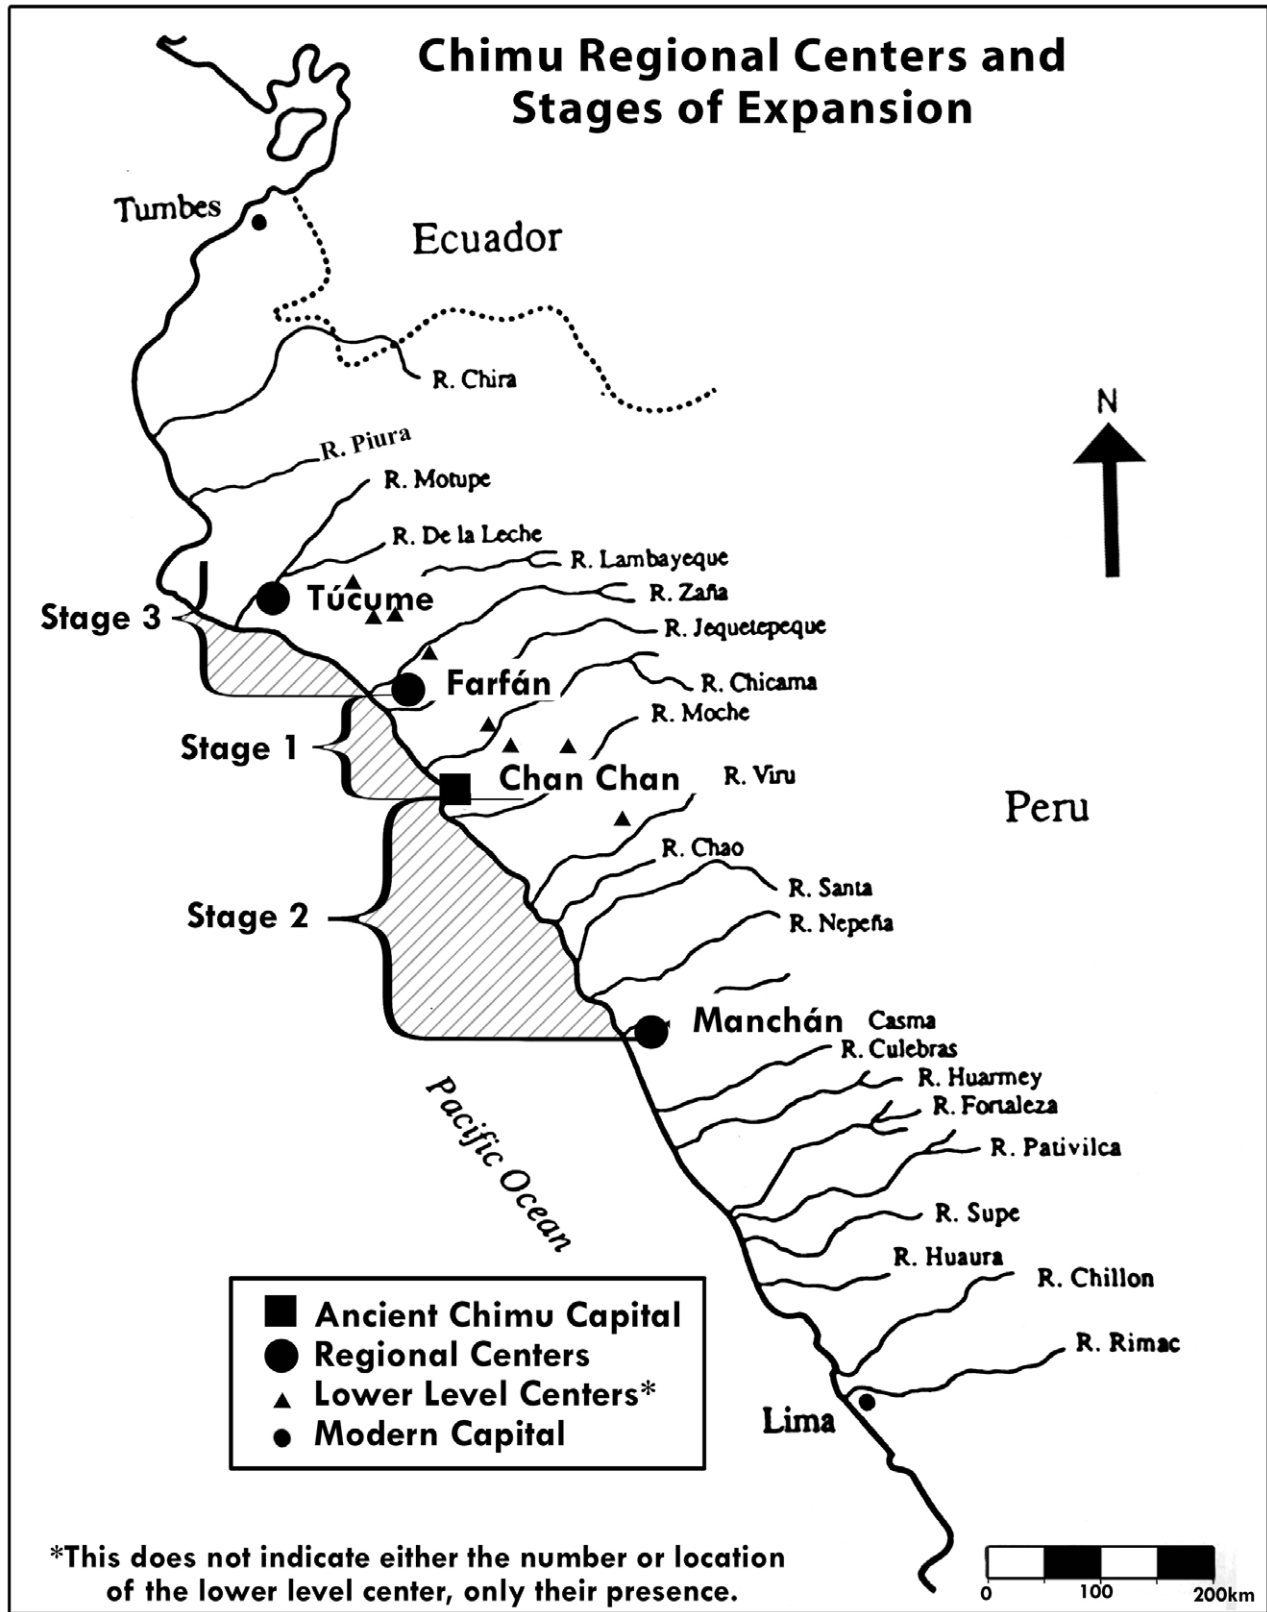 Chimu Regional Centers and
Stages of Expansion
Tumbes
Ecuador
R. Chira
N
R. Piura
R. Motupe
R. De la Leche
R. Lambayeque
R. Zaña
Túcume
Stage 3
R. Jequetepeque
Farfán
R. Chicama
R. Moche
Stage 1
Chan Chan
R. Viru
Peru
R. Chao
R. Santa
Stage 2
R. Nepeña
Manchán
Casma
R. Culebras
R. Huarmey
R. Fortaleza
Pacific Ocean
R. Pativilca
R. Supe
R. Huaura
R. Chillon
R. Rimac
Lima
Ancient Chimu Capital
Regional Centers
Lower Level Centers*
Modern Capital
*This does not indicate either the number or location
of the lower level center, only their presence.
0 100 200km